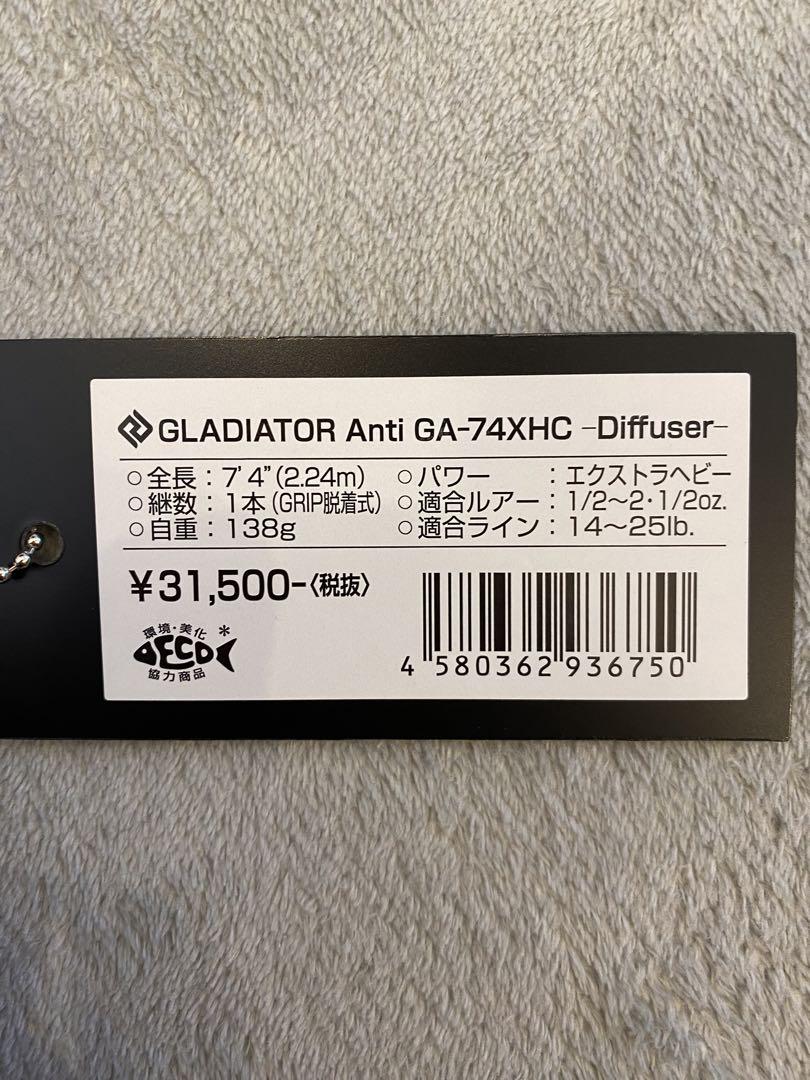 GLADIATOR Anti GA-74XHC -Diffuser-
○全長：7'4"(2.24m) ○パワー：エクストラヘビー
○継数：1本(GRIP脱着式) ○適合ルアー：1/2～2・1/2oz.
○自重：138g ○適合ライン：14～25lb.
¥31,500-〈税抜〉
環境・美化*
ECO
協力商品
4 580362 936750